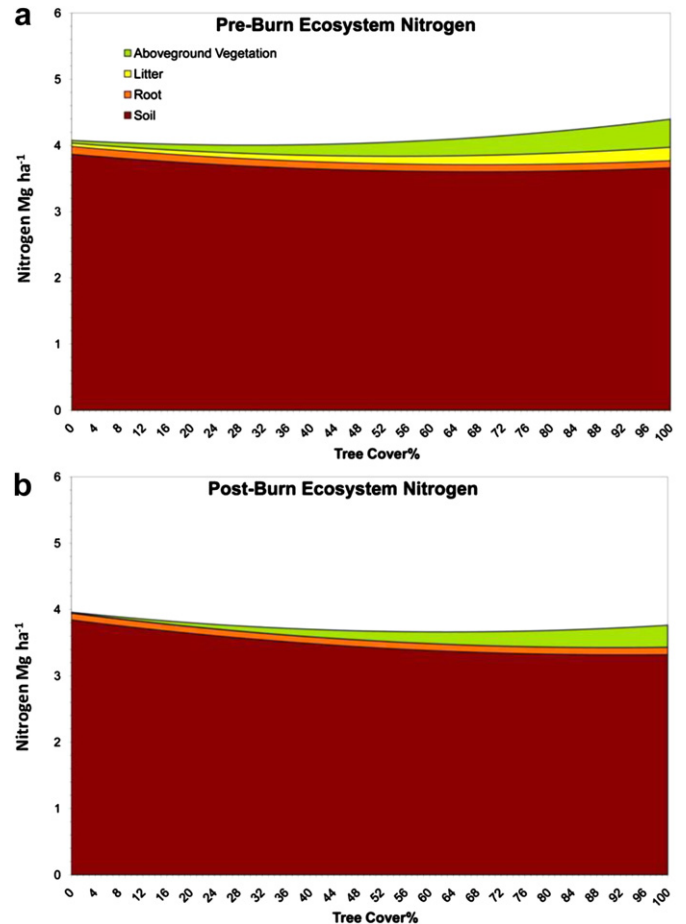 a
Pre-Burn Ecosystem Nitrogen
Aboveground Vegetation
Litter
Root
Soil
Nitrogen Mg ha-1
6
5
4
3
2
1
0
0 4 8 12 16 20 24 28 32 36 40 44 48 52 56 60 64 68 72 76 80 84 88 92 96 100
Tree Cover%
b
Post-Burn Ecosystem Nitrogen
Nitrogen Mg ha-1
6
5
4
3
2
1
0
0 4 8 12 16 20 24 28 32 36 40 44 48 52 56 60 64 68 72 76 80 84 88 92 96 100
Tree Cover%